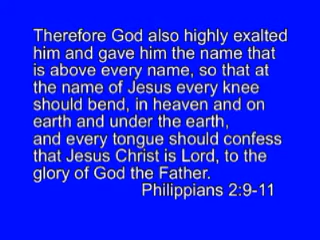 Therefore God also highly exalted
him and gave him the name that
is above every name, so that at
the name of Jesus every knee
should bend, in heaven and on
earth and under the earth,
and every tongue should confess
that Jesus Christ is Lord, to the
glory of God the Father.
Philippians 2:9-11